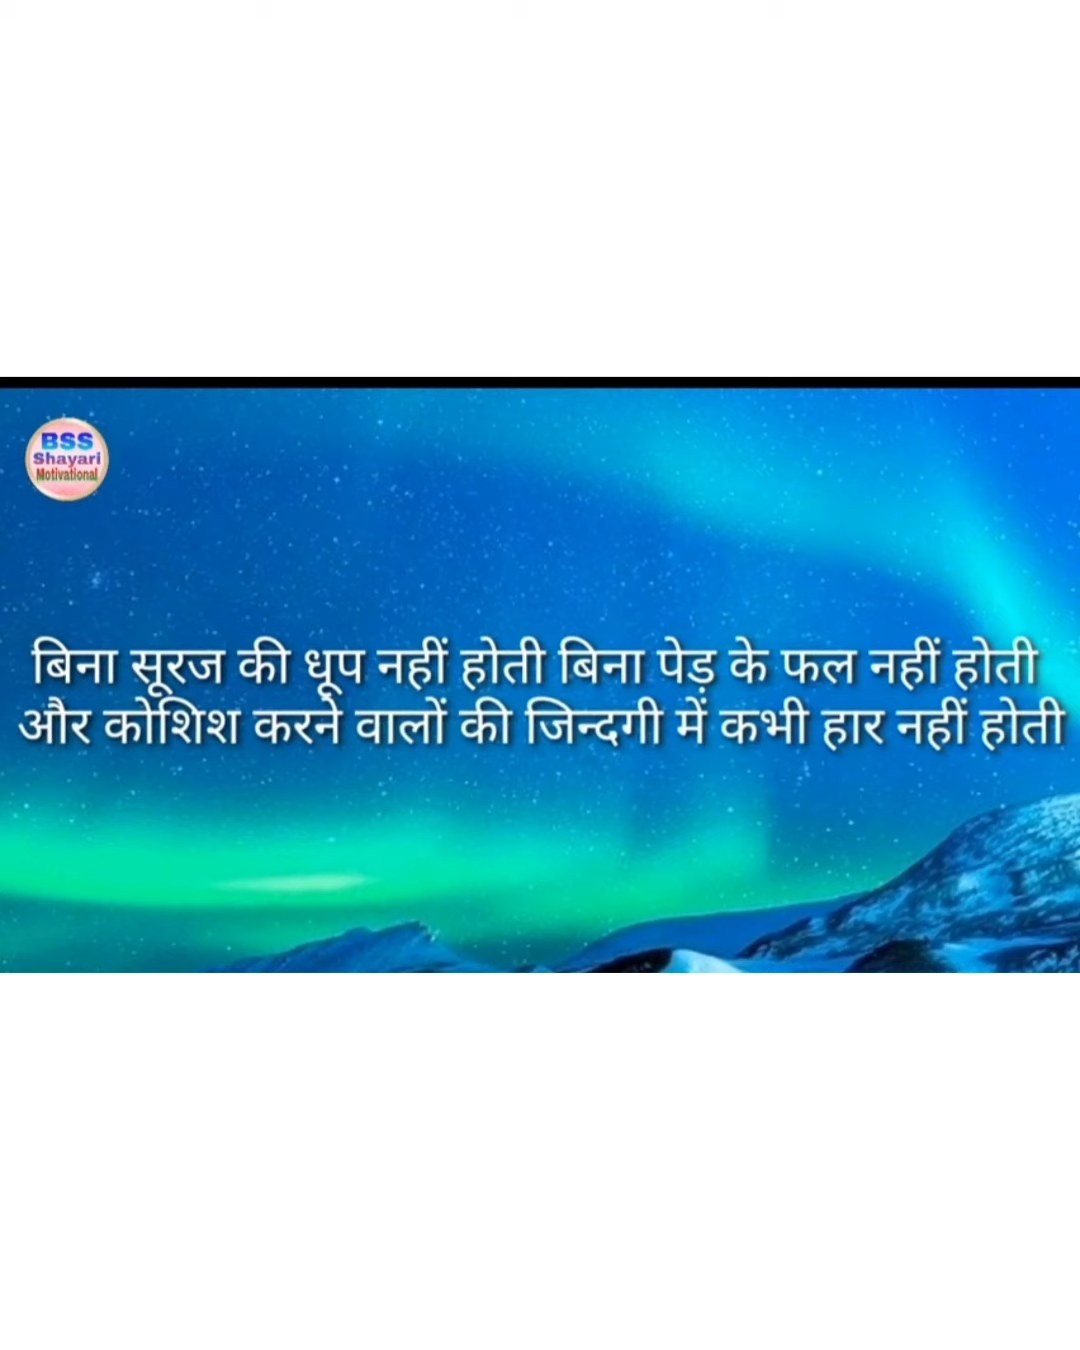 BSS
Shayari
Motivational
बिना सूरज की धूप नहीं होती बिना पेड़ के फल नहीं होती
और कोशिश करने वालों की जिन्दगी में कभी हार नहीं होती